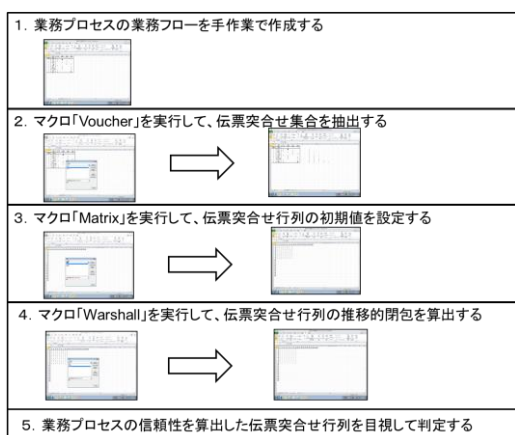 1. 業務プロセスの業務フローを手作業で作成する
2. マクロ「Voucher」を実行して、伝票突合せ集合を抽出する
3. マクロ「Matrix」を実行して、伝票突合せ行列の初期値を設定する
4. マクロ「Warshall」を実行して、伝票突合せ行列の推移的閉包を算出する
5. 業務プロセスの信頼性を算出した伝票突合せ行列を目視して判定する